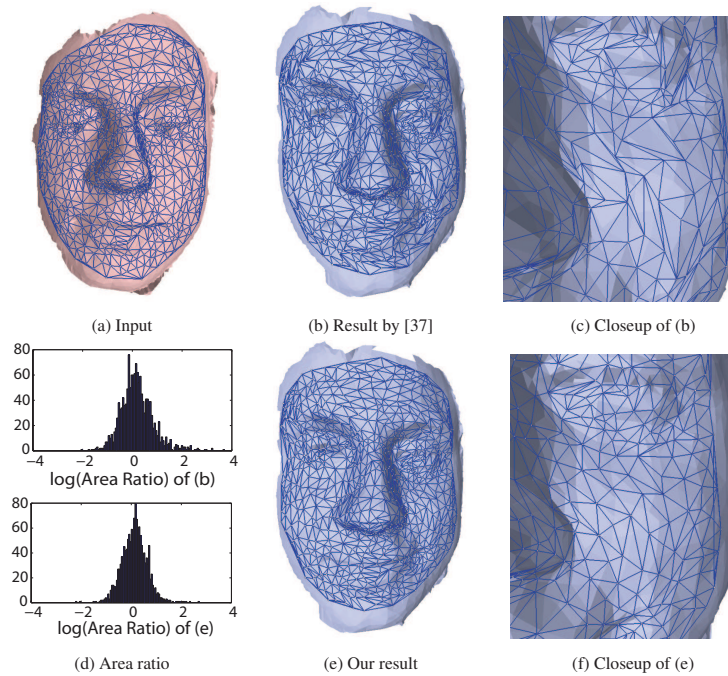 (a) Input
(b) Result by [37]
(c) Closeup of (b)
80
60
40
20
0
−4 −2 0 2 4
log(Area Ratio) of (b)
80
60
40
20
0
−4 −2 0 2 4
log(Area Ratio) of (e)
(d) Area ratio
(e) Our result
(f) Closeup of (e)